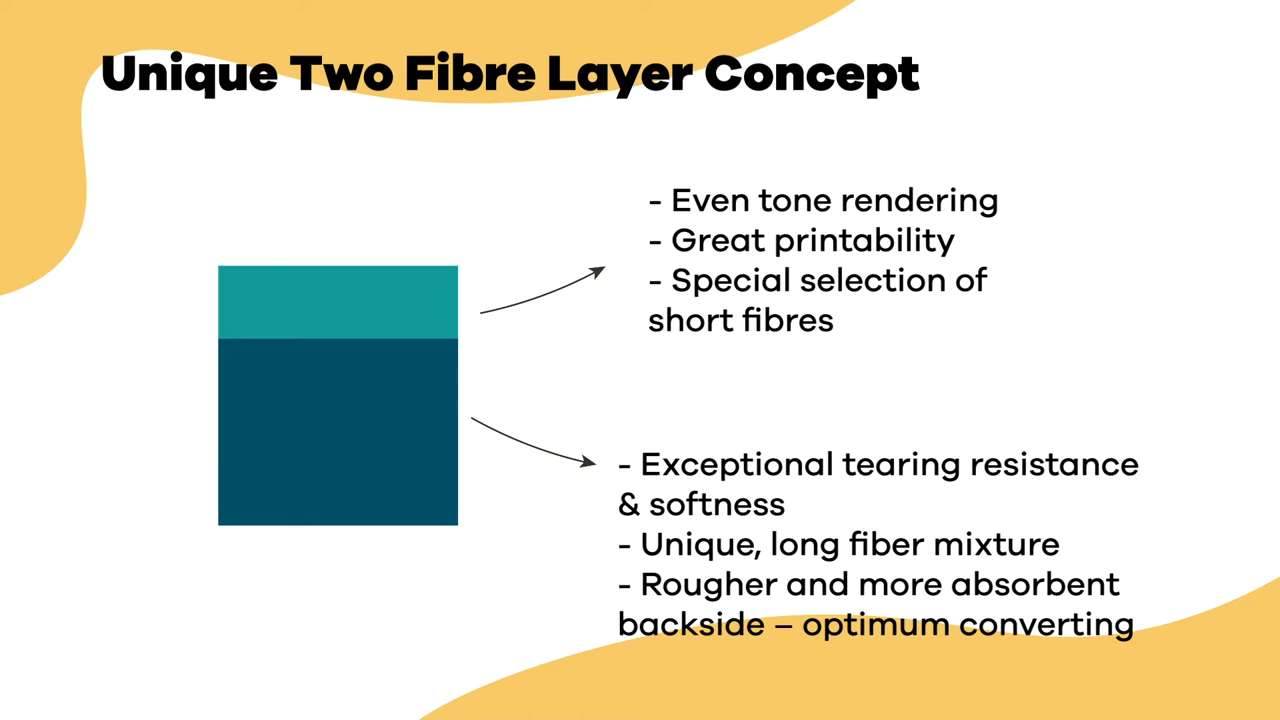 Unique Two Fibre Layer Concept
- Even tone rendering
- Great printability
- Special selection of
short fibres
- Exceptional tearing resistance
& softness
- Unique, long fiber mixture
- Rougher and more absorbent
backside – optimum converting